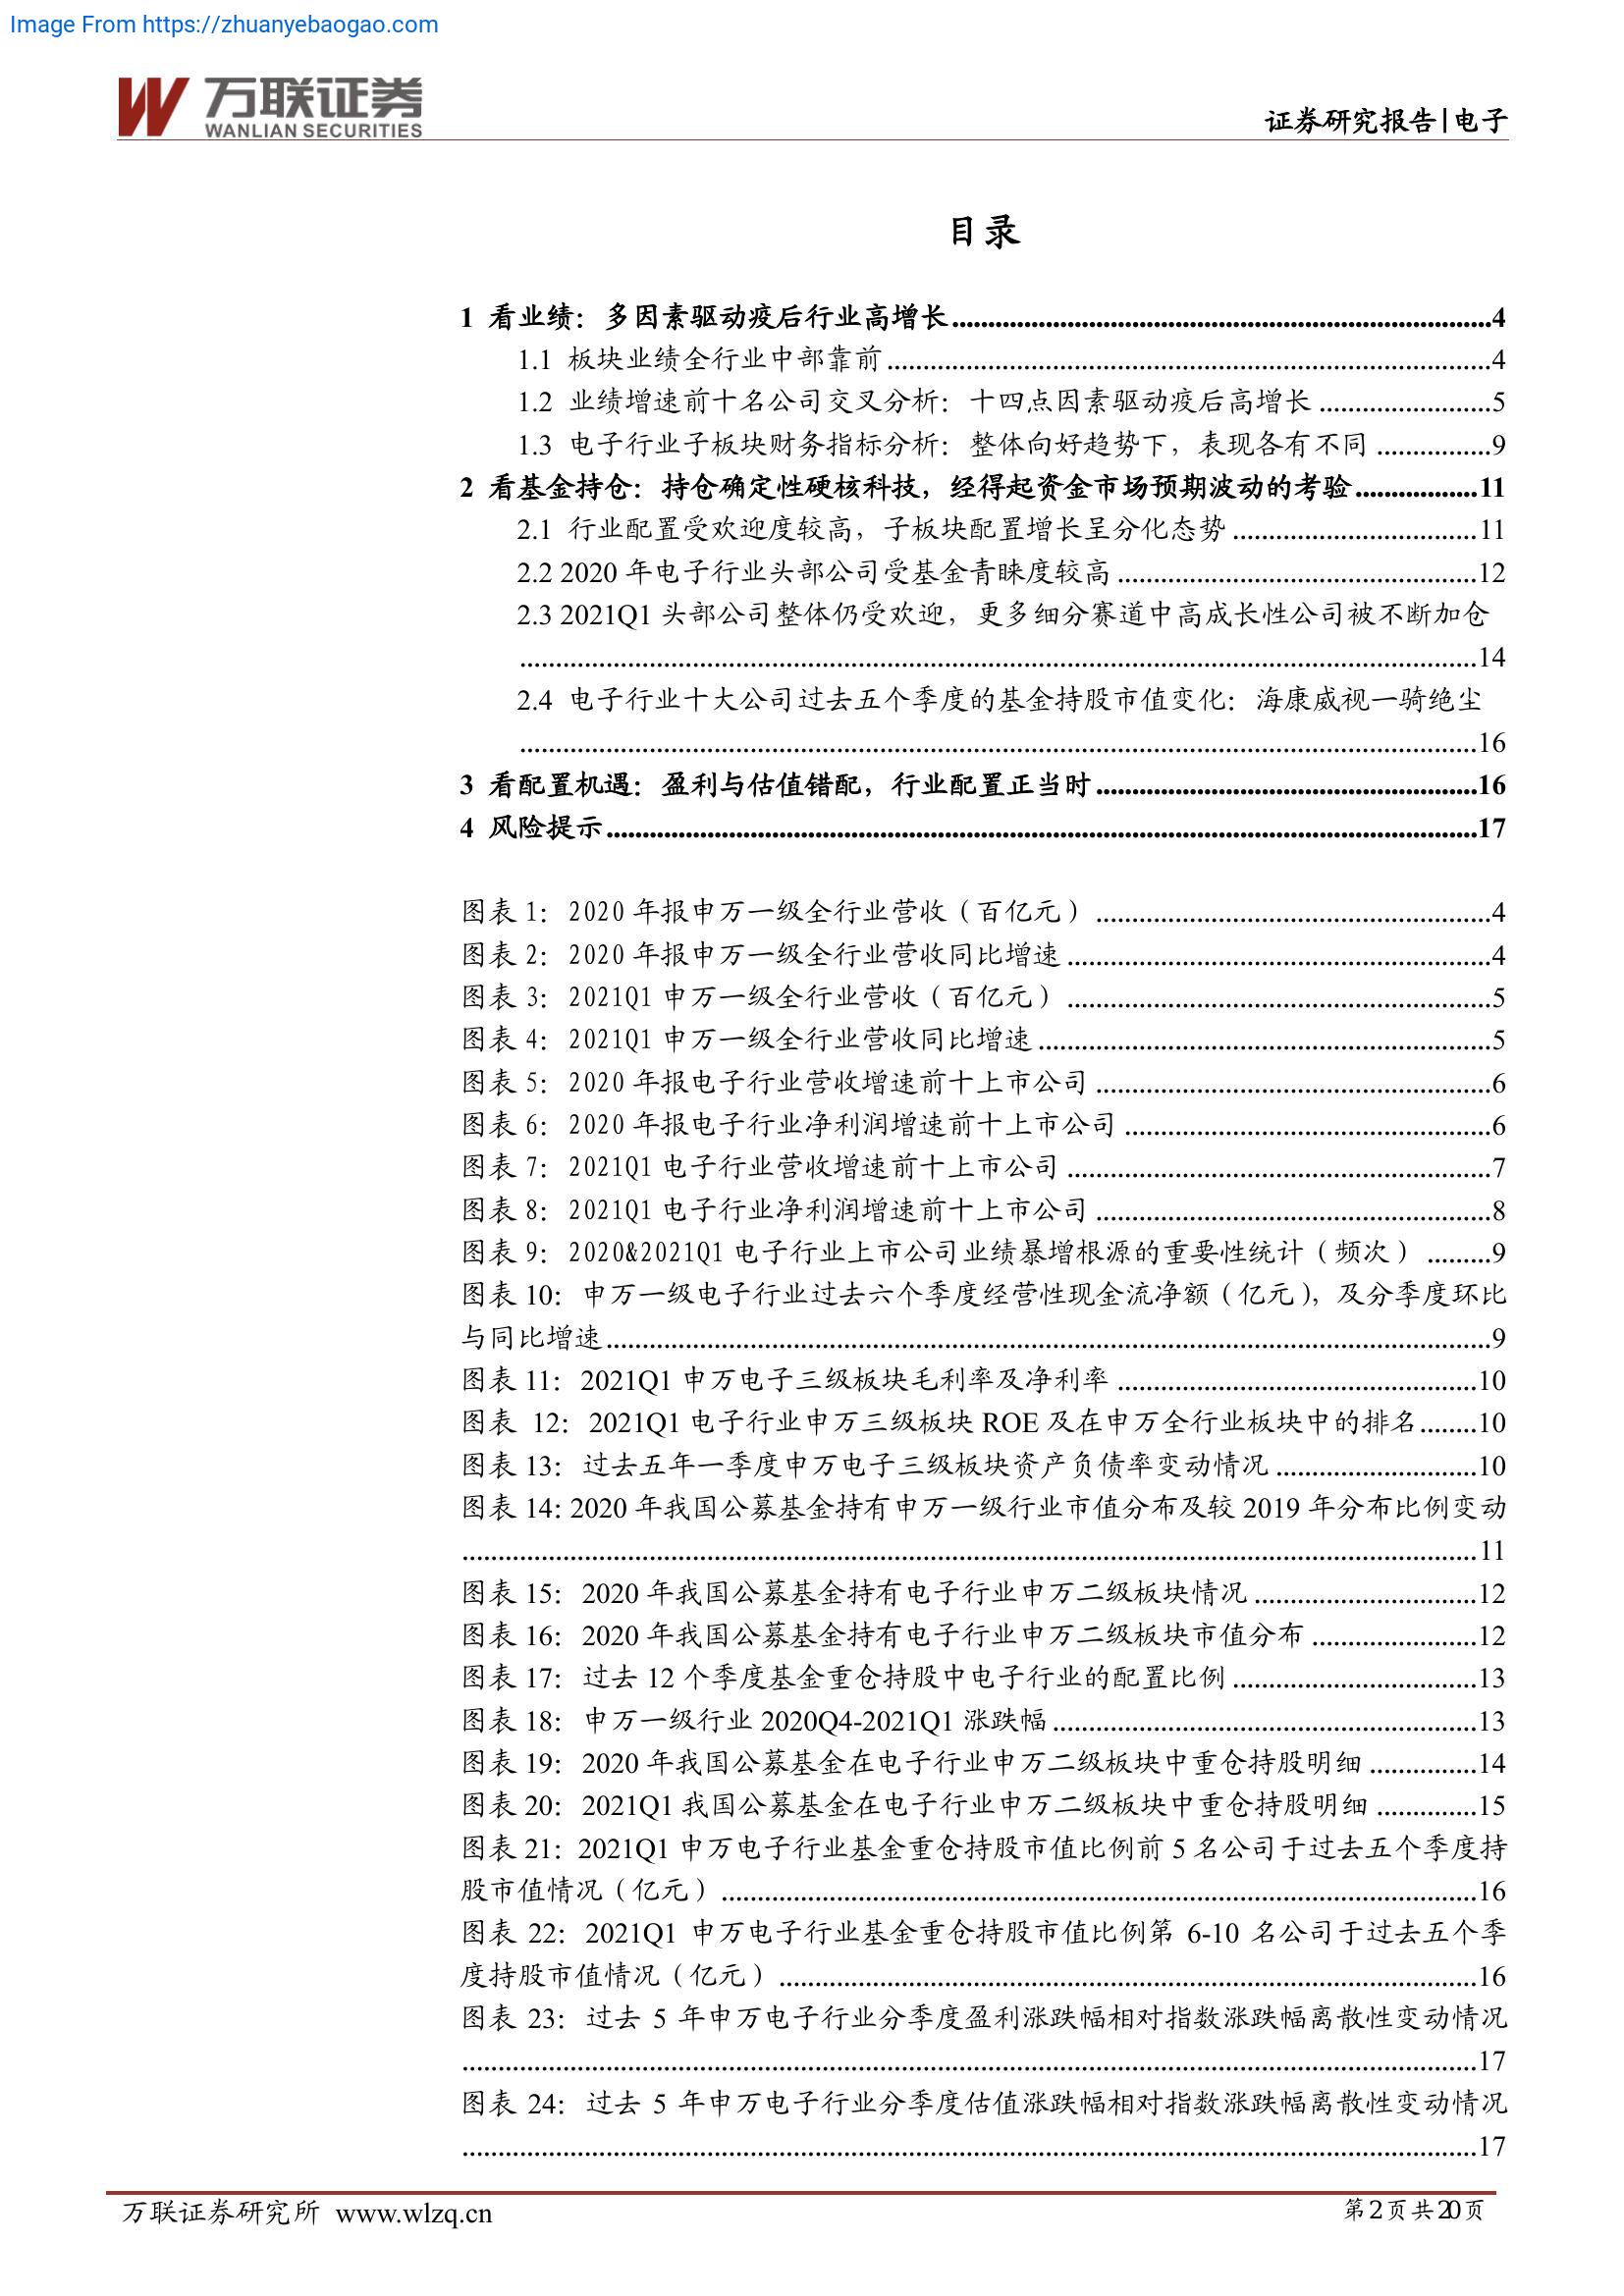 Image From https://zhuanyebaogao.com
万联证券
WANLIAN SECURITIES
证券研究报告|电子
目录
1 看业绩：多因素驱动疫后行业高增长.......................................................................4
1.1 板块业绩全行业中部靠前.......................................................................4
1.2 业绩增速前十名公司交叉分析：十四点因素驱动疫后高增长........................5
1.3 电子行业子板块财务指标分析：整体向好趋势下，表现各有不同................9
2 看基金持仓：持仓确定性硬核科技，经得起资金市场预期波动的考验.................11
2.1 行业配置受欢迎度较高，子板块配置增长呈分化态势..................................11
2.2 2020 年电子行业头部公司受基金青睐度较高..................................................12
2.3 2021Q1 头部公司整体仍受欢迎，更多细分赛道中高成长性公司被不断加仓
.......................................................................14
2.4 电子行业十大公司过去五个季度的基金持股市值变化：海康威视一骑绝尘
.......................................................................16
3 看配置机遇：盈利与估值错配，行业配置正当时.....................................................16
4 风险提示.......................................................................17
图表 1：2020 年报申万一级全行业营收（百亿元）.......................................................4
图表 2：2020 年报申万一级全行业营收同比增速...........................................................4
图表 3：2021Q1 申万一级全行业营收（百亿元）...........................................................5
图表 4：2021Q1 申万一级全行业营收同比增速...............................................................5
图表 5：2020 年报电子行业营收增速前十上市公司.......................................................6
图表 6：2020 年报电子行业净利润增速前十上市公司...................................................6
图表 7：2021Q1 电子行业营收增速前十上市公司...........................................................7
图表 8：2021Q1 电子行业净利润增速前十上市公司.......................................................8
图表 9：2020&2021Q1 电子行业上市公司业绩暴增根源的重要性统计（频次）.........9
图表 10：申万一级电子行业过去六个季度经营性现金流净额（亿元），及分季度环比
与同比增速.......................................................................9
图表 11：2021Q1 申万电子三级板块毛利率及净利率..................................................10
图表 12：2021Q1 电子行业申万三级板块 ROE 及在申万全行业板块中的排名........10
图表 13：过去五年一季度申万电子三级板块资产负债率变动情况............................10
图表 14: 2020 年我国公募基金持有申万一级行业市值分布及较 2019 年分布比例变动
.......................................................................11
图表 15：2020 年我国公募基金持有电子行业申万二级板块情况...............................12
图表 16：2020 年我国公募基金持有电子行业申万二级板块市值分布.......................12
图表 17：过去 12 个季度基金重仓持股中电子行业的配置比例..................................13
图表 18：申万一级行业 2020Q4-2021Q1 涨跌幅...........................................................13
图表 19：2020 年我国公募基金在电子行业申万二级板块中重仓持股明细...............14
图表 20：2021Q1 我国公募基金在电子行业申万二级板块中重仓持股明细..............15
图表 21：2021Q1 申万电子行业基金重仓持股市值比例前 5 名公司于过去五个季度持
股市值情况（亿元）.......................................................................16
图表 22：2021Q1 申万电子行业基金重仓持股市值比例第 6-10 名公司于过去五个季
度持股市值情况（亿元）.......................................................................16
图表 23：过去 5 年申万电子行业分季度盈利涨跌幅相对指数涨跌幅离散性变动情况
.......................................................................17
图表 24：过去 5 年申万电子行业分季度估值涨跌幅相对指数涨跌幅离散性变动情况
.......................................................................17
万联证券研究所 www.wlzq.cn
第2页共20页